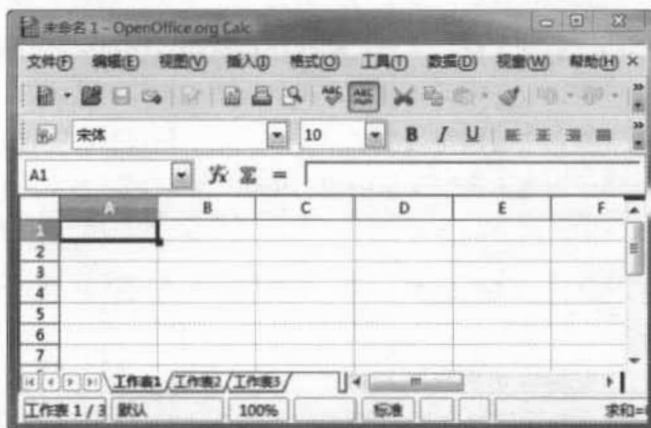 未命名 1 - OpenOffice.org Calc
文件(F) 编辑(E) 视图(V) 插入(I) 格式(O) 工具(T) 数据(D) 视窗(W) 帮助(H) ×
宋体 10 B I U
A1 fx Σ =
A B C D E F
1
2
3
4
5
6
7
工作表1 工作表2 工作表3
工作表 1 / 3 默认 100% 标准 求和=